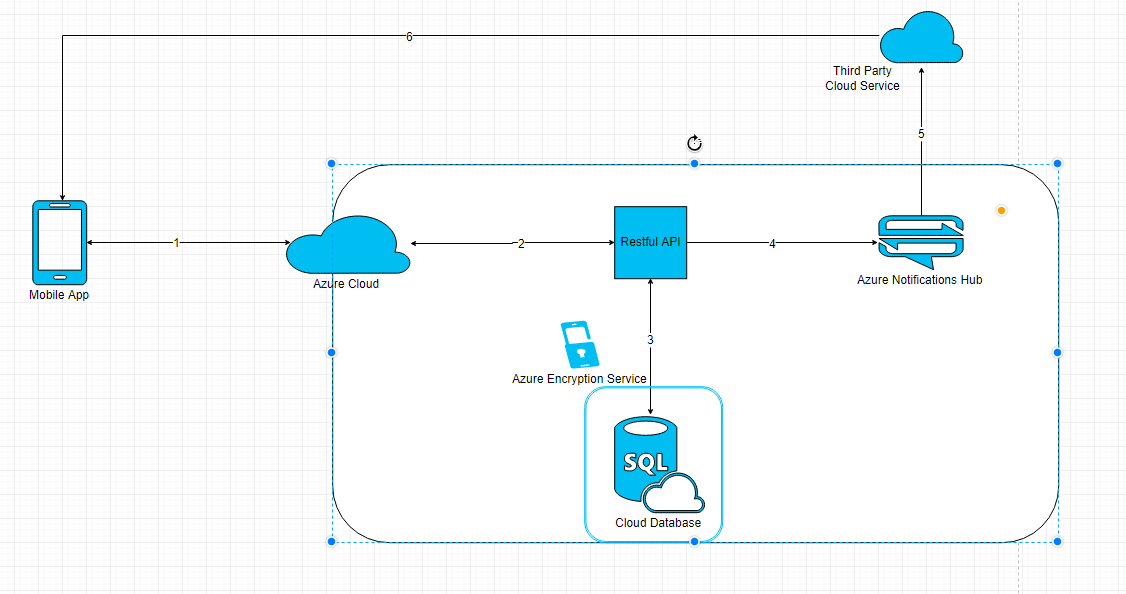 6
Third Party
Cloud Service
5
1
2
Restful API
4
Azure Cloud
Azure Notifications Hub
Mobile App
3
Azure Encryption Service
SQL
Cloud Database